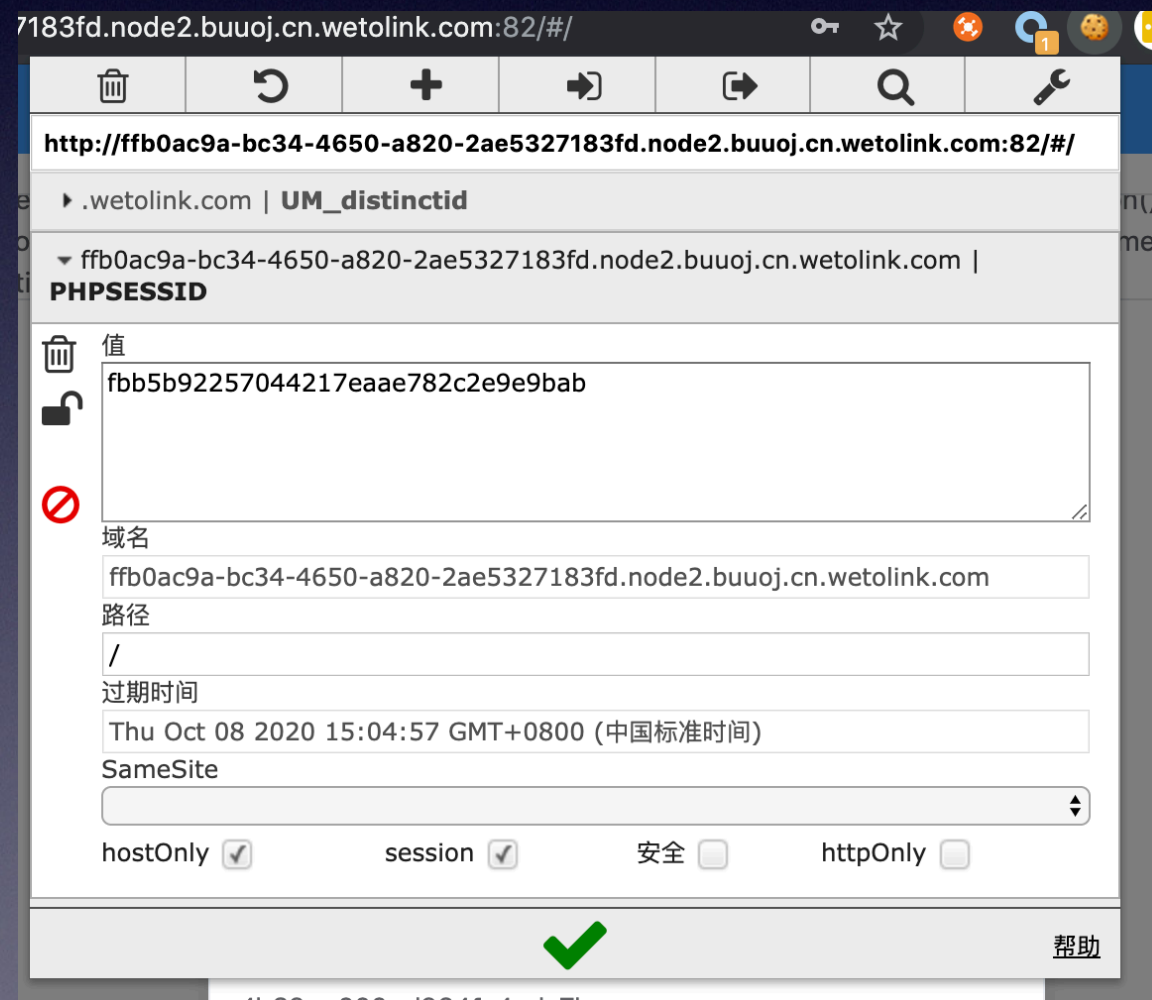 7183fd.node2.buuoj.cn.wetolink.com:82/#/
1
http://ffb0ac9a-bc34-4650-a820-2ae5327183fd.node2.buuoj.cn.wetolink.com:82/#/
.wetolink.com | UM_distinctid
ffb0ac9a-bc34-4650-a820-2ae5327183fd.node2.buuoj.cn.wetolink.com |
PHPSESSID
值
fbb5b92257044217eaae782c2e9e9bab
域名
ffb0ac9a-bc34-4650-a820-2ae5327183fd.node2.buuoj.cn.wetolink.com
路径
/
过期时间
Thu Oct 08 2020 15:04:57 GMT+0800 (中国标准时间)
SameSite
hostOnly session 安全 httpOnly
帮助